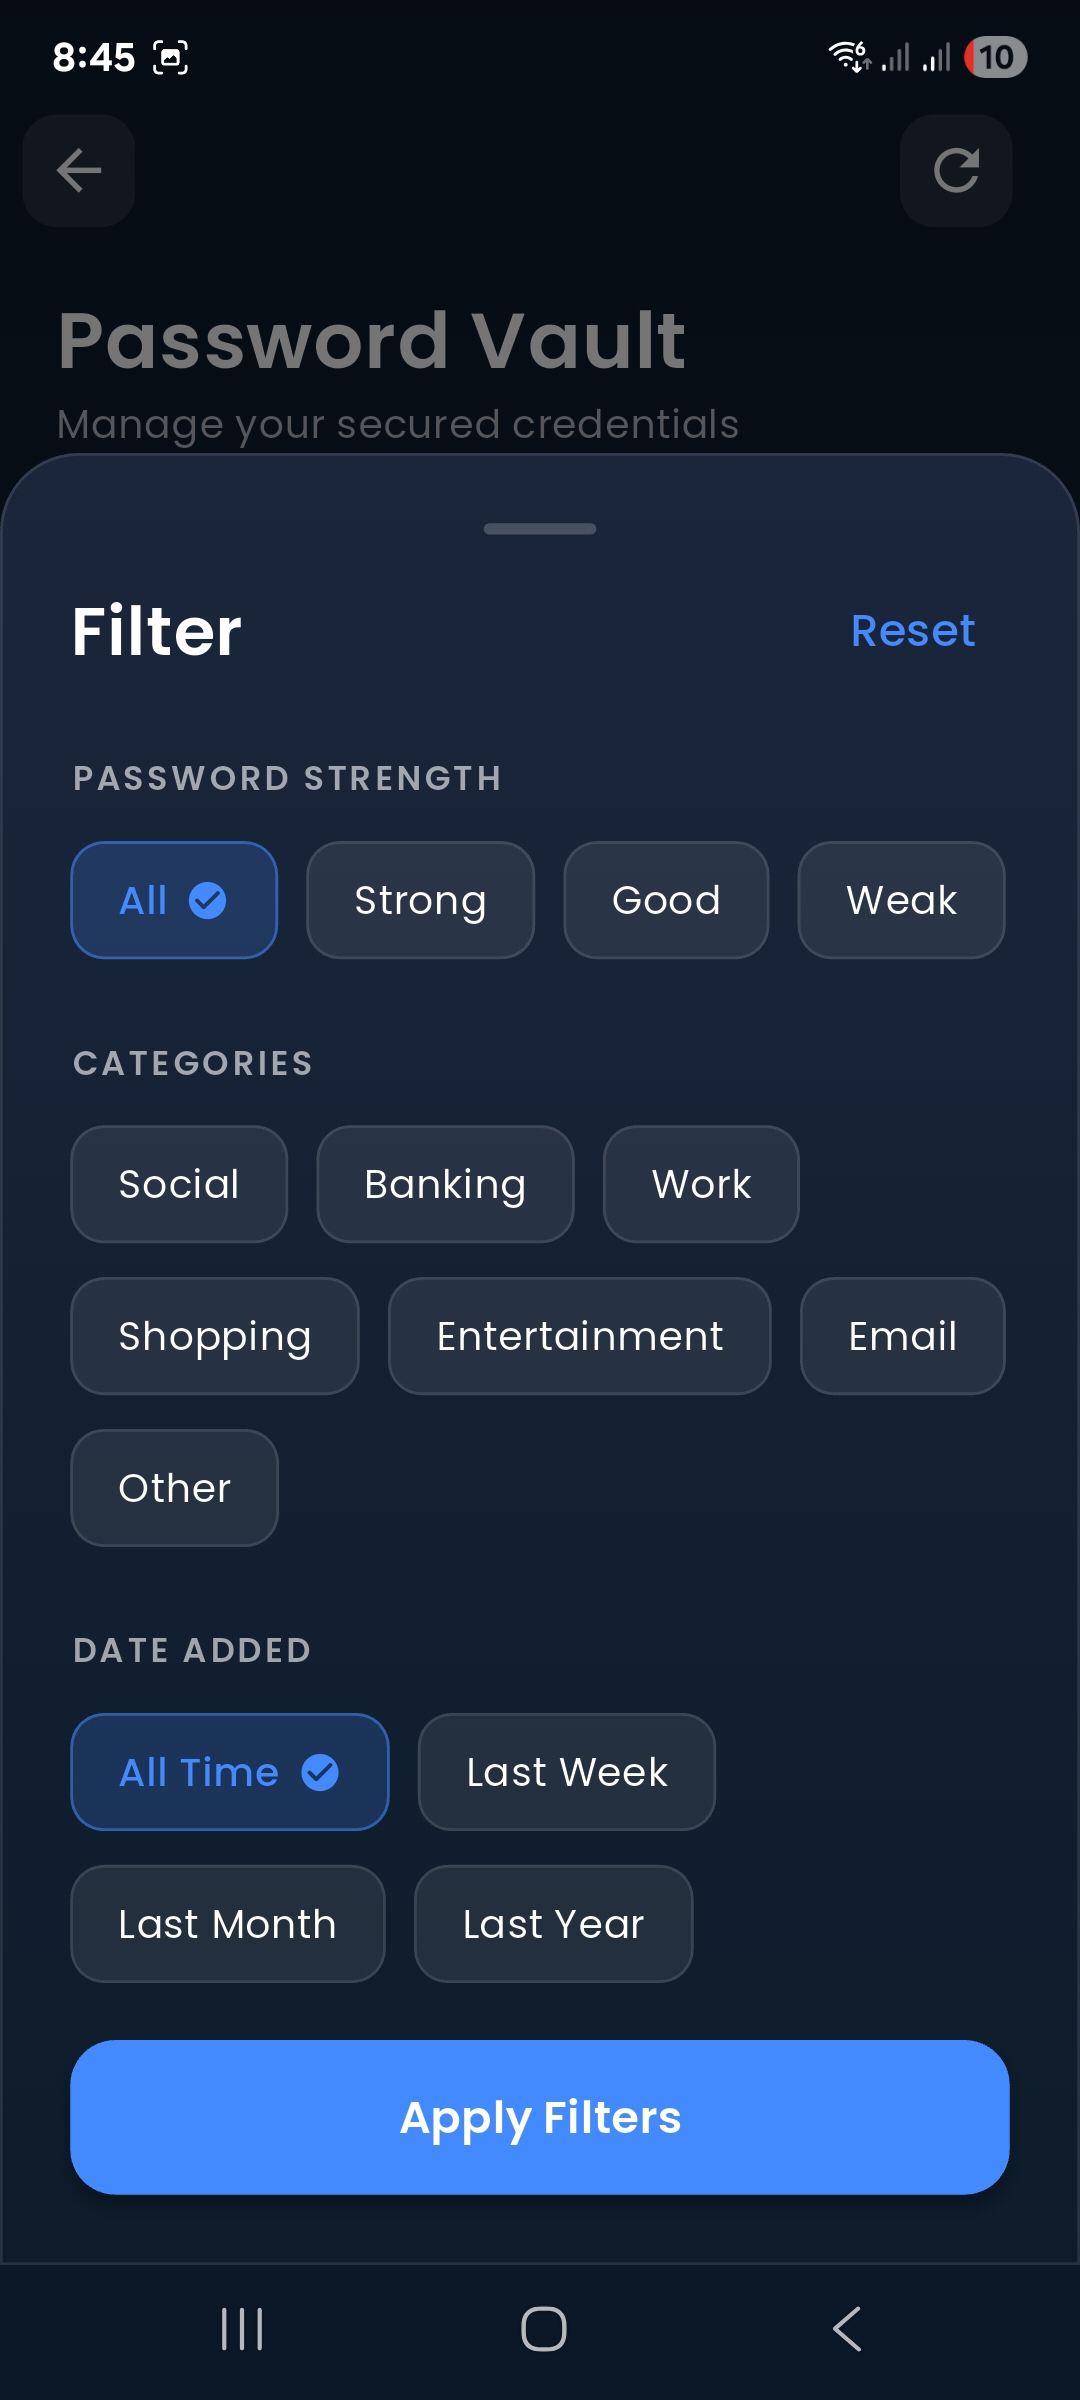 8:45
6
10
Password Vault
Manage your secured credentials
Filter
Reset
PASSWORD STRENGTH
All
Strong
Good
Weak
CATEGORIES
Social
Banking
Work
Shopping
Entertainment
Email
Other
DATE ADDED
All Time
Last Week
Last Month
Last Year
Apply Filters